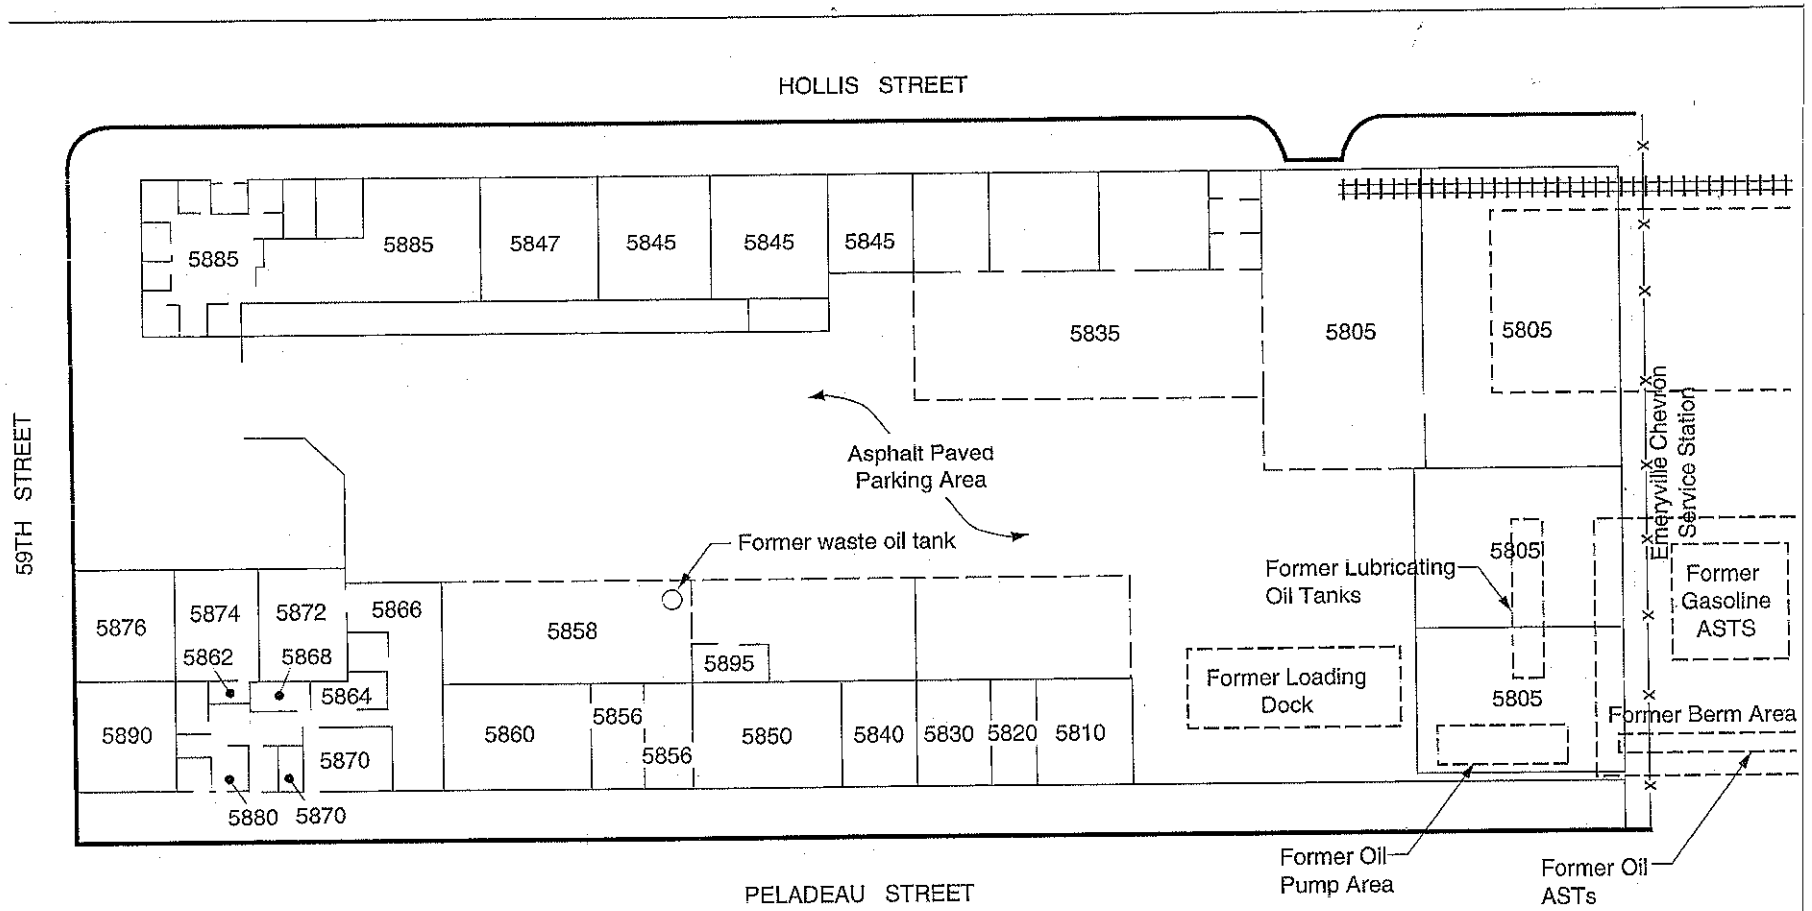 HOLLIS STREET
5885
5885
5847
5845
5845
5845
5835
5805
5805
59TH STREET
Asphalt Paved
Parking Area
Emeryville Chevron
Service Station
Former waste oil tank
5805
Former Lubricating
Oil Tanks
Former
Gasoline
ASTS
5876
5874
5872
5866
5858
5862
5868
5895
5864
Former Loading
Dock
5805
Former Berm Area
5890
5860
5856
5856
5850
5840
5830
5820
5810
5870
5880
5870
Former Oil
Pump Area
Former Oil
ASTs
PELADEAU STREET